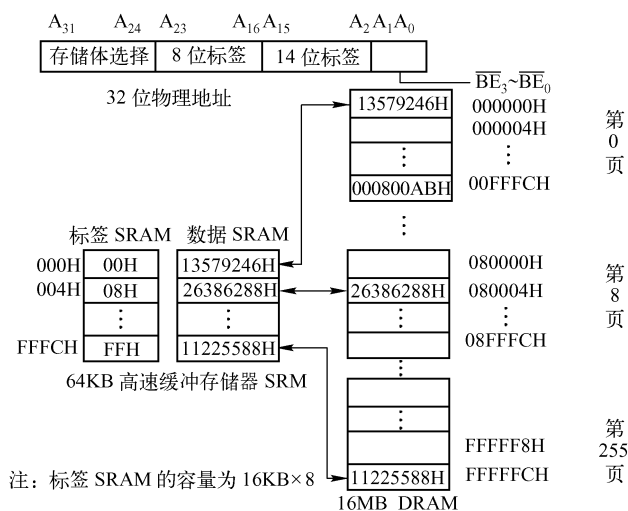 A31 A24 A23 A16 A15 A2 A1 A0
存储体选择 8 位标签 14 位标签
32 位物理地址
BE3~BE0
13579246H 000000H
000004H
⋮ ⋮
000800ABH 00FFFCH
第0页
⋮
标签 SRAM 数据 SRAM
000H 00H 13579246H 080000H
004H 08H 26386288H 26386288H 080004H
⋮ ⋮ ⋮ ⋮
FFFCH FFH 11225588H 08FFFCH
第8页
64KB 高速缓冲存储器 SRM
⋮
⋮
FFFFF8H
11225588H FFFFFCH
第255页
注：标签 SRAM 的容量为 16KB×8
16MB DRAM